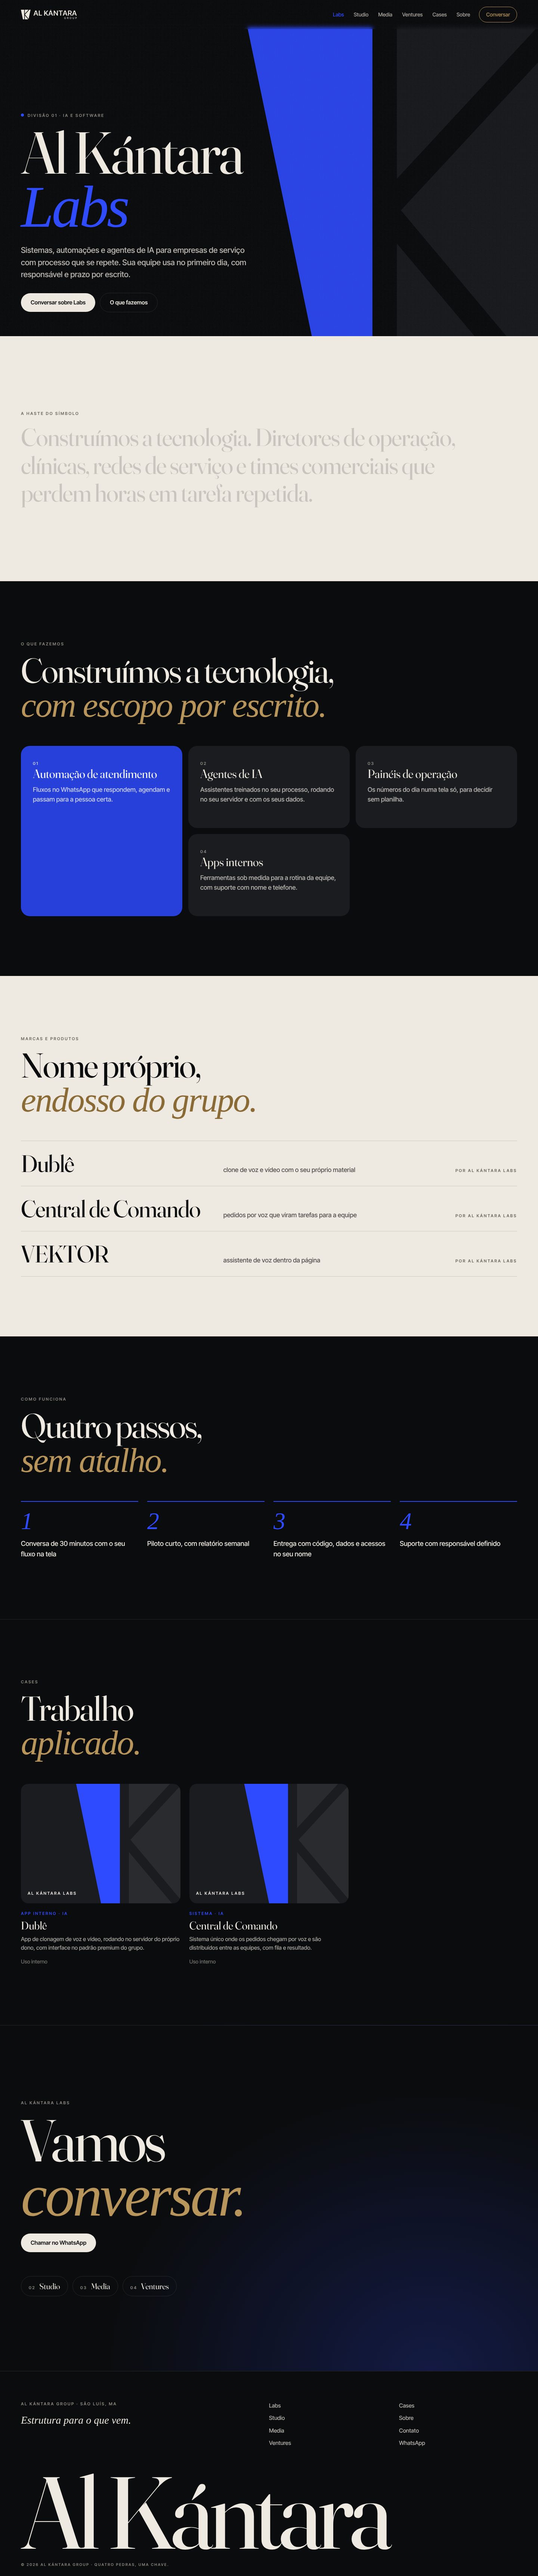 AL KÁNTARA
GROUP
Labs
Studio
Media
Ventures
Cases
Sobre
Conversar
DIVISÃO 01 · IA E SOFTWARE
Al Kántara
Labs
Sistemas, automações e agentes de IA para empresas de serviço
com processo que se repete. Sua equipe usa no primeiro dia, com
responsável e prazo por escrito.
Conversar sobre Labs
O que fazemos
A HASTE DO SÍMBOLO
Construímos a tecnologia. Diretores de operação,
clínicas, redes de serviço e times comerciais que
perdem horas em tarefa repetida.
O QUE FAZEMOS
Construímos a tecnologia,
com escopo por escrito.
01
Automação de atendimento
Fluxos no WhatsApp que respondem, agendam e
passam para a pessoa certa.
02
Agentes de IA
Assistentes treinados no seu processo, rodando
no seu servidor e com os seus dados.
03
Painéis de operação
Os números do dia numa tela só, para decidir
sem planilha.
04
Apps internos
Ferramentas sob medida para a rotina da equipe,
com suporte com nome e telefone.
MARCAS E PRODUTOS
Nome próprio,
endosso do grupo.
Dublê
clone de voz e vídeo com o seu próprio material
POR AL KÁNTARA LABS
Central de Comando
pedidos por voz que viram tarefas para a equipe
POR AL KÁNTARA LABS
VEKTOR
assistente de voz dentro da página
POR AL KÁNTARA LABS
COMO FUNCIONA
Quatro passos,
sem atalho.
1
Conversa de 30 minutos com o seu
fluxo na tela
2
Piloto curto, com relatório semanal
3
Entrega com código, dados e acessos
no seu nome
4
Suporte com responsável definido
CASES
Trabalho
aplicado.
AL KÁNTARA LABS
APP INTERNO · IA
Dublê
App de clonagem de voz e vídeo, rodando no servidor do próprio
dono, com interface no padrão premium do grupo.
Uso interno
AL KÁNTARA LABS
SISTEMA · IA
Central de Comando
Sistema único onde os pedidos chegam por voz e são
distribuídos entre as equipes, com fila e resultado.
Uso interno
AL KÁNTARA LABS
Vamos
conversar.
Chamar no WhatsApp
02 Studio
03 Media
04 Ventures
AL KÁNTARA GROUP · SÃO LUÍS, MA
Estrutura para o que vem.
Labs
Studio
Media
Ventures
Cases
Sobre
Contato
WhatsApp
Al Kántara
© 2026 AL KÁNTARA GROUP · QUATRO PEDRAS, UMA CHAVE.